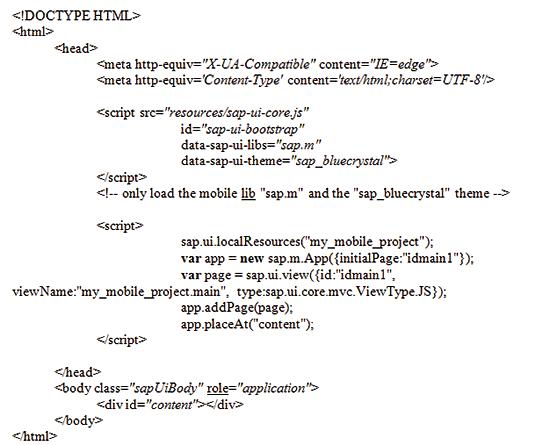 <!DOCTYPE HTML>
<html>
<head>
<meta http-equiv="X-UA-Compatible" content="IE=edge">
<meta http-equiv='Content-Type' content='text/html;charset=UTF-8'/>
<script src="resources/sap-ui-core.js"
id="sap-ui-bootstrap"
data-sap-ui-libs="sap.m"
data-sap-ui-theme="sap_bluecrystal">
</script>
<!-- only load the mobile lib "sap.m" and the "sap_bluecrystal" theme -->
<script>
sap.ui.localResources("my_mobile_project");
var app = new sap.m.App({initialPage:"idmain1"});
var page = sap.ui.view({id:"idmain1",
viewName:"my_mobile_project.main", type:sap.ui.core.mvc.ViewType.JS});
app.addPage(page);
app.placeAt("content");
</script>
</head>
<body class="sapUiBody" role="application">
<div id="content"></div>
</body>
</html>